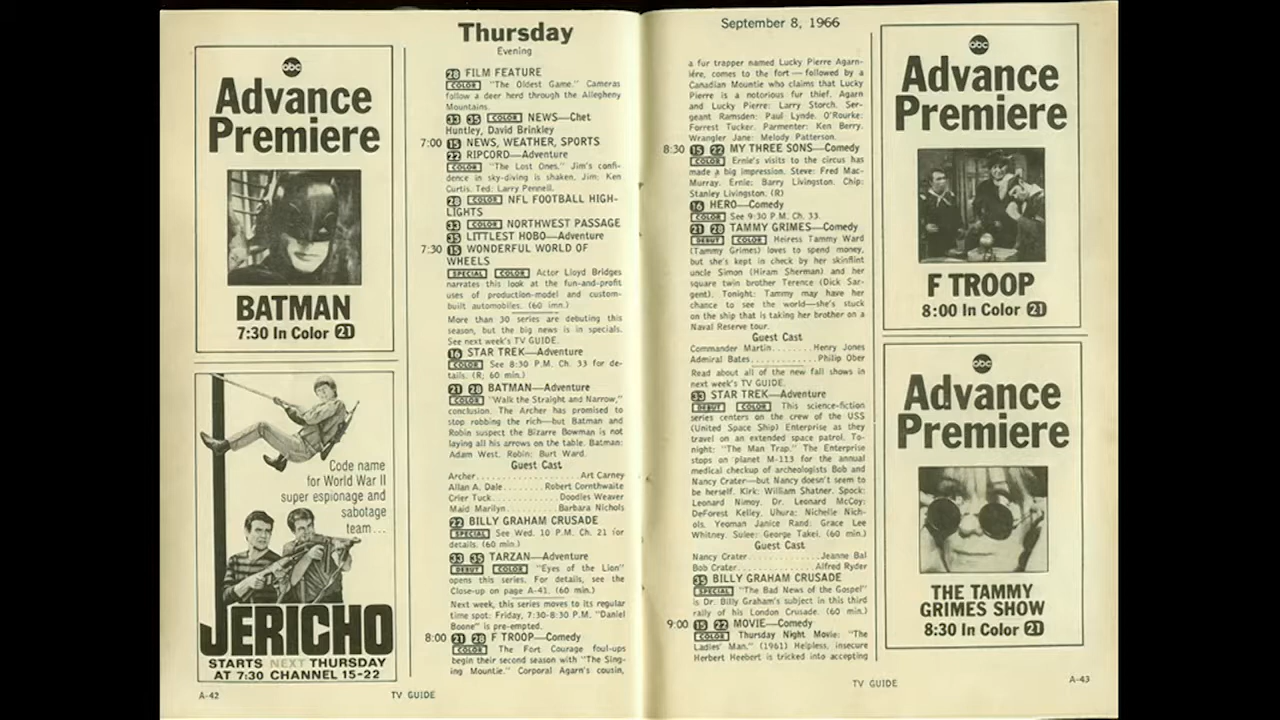 abc
Advance
Premiere
BATMAN
7:30 In Color 21
Code name
for World War II
super espionage and
sabotage
team...
JERICHO
STARTS NEXT THURSDAY
AT 7:30 CHANNEL 15-22
A-42
TV GUIDE
Thursday
Evening
28 FILM FEATURE
COLOR "The Oldest Game." Cameras
follow a deer herd through the Allegheny
Mountains.
33 35 COLOR NEWS—Chet
Huntley, David Brinkley
7:00 15 NEWS, WEATHER, SPORTS
22 RIPCORD—Adventure
COLOR "The Lost Ones." Jim's confi-
dence in sky-diving is shaken. Jim: Ken
Curtis. Ted: Larry Pennell.
28 COLOR NFL FOOTBALL HIGH-
LIGHTS
33 COLOR NORTHWEST PASSAGE
35 LITTLEST HOBO—Adventure
7:30 15 WONDERFUL WORLD OF
WHEELS
SPECIAL COLOR Actor Lloyd Bridges
narrates this look at the fun-and-profit
uses of production-model and custom-
built automobiles. (60 min.)
More than 30 series are debuting this
season, but the big news is in specials.
See next week's TV GUIDE.
16 STAR TREK—Adventure
COLOR See 8:30 P.M. Ch. 33 for de-
tails. (R; 60 min.)
21 28 BATMAN—Adventure
COLOR "Walk the Straight and Narrow,"
conclusion. The Archer has promised to
stop robbing the rich—but Batman and
Robin suspect the Bizarre Bowman is not
laying all his arrows on the table. Batman:
Adam West. Robin: Burt Ward.
Guest Cast
Archer..................Art Carney
Allan A. Dale........Robert Cornthwaite
Crier Tuck............Doodles Weaver
Maid Marilyn..........Barbara Nichols
22 BILLY GRAHAM CRUSADE
SPECIAL See Wed. 10 P.M. Ch. 21 for
details. (60 min.)
33 35 TARZAN—Adventure
DEBUT COLOR "Eyes of the Lion"
opens this series. For details, see the
Close-up on page A-41. (60 min.)
Next week, this series moves to its regular
time spot: Friday, 7:30-8:30 P.M. "Daniel
Boone" is pre-empted.
8:00 21 28 F TROOP—Comedy
COLOR The Fort Courage foul-ups
begin their second season with "The Sing-
ing Mountie." Corporal Agarn's cousin,
September 8, 1966
a fur trapper named Lucky Pierre Agarn-
ière, comes to the fort—followed by a
Canadian Mountie who claims that Lucky
Pierre is a notorious fur thief. Agarn
and Lucky Pierre: Larry Storch. Ser-
geant Ramsden: Paul Lynde. O'Rourke:
Forrest Tucker. Parmenter: Ken Berry.
Wrangler Jane: Melody Patterson.
8:30 15 22 MY THREE SONS—Comedy
COLOR Ernie's visits to the circus has
made a big impression. Steve: Fred Mac-
Murray. Ernie: Barry Livingston. Chip:
Stanley Livingston. (R)
16 HERO—Comedy
COLOR See 9:30 P.M. Ch. 33.
21 28 TAMMY GRIMES—Comedy
DEBUT COLOR Heiress Tammy Ward
(Tammy Grimes) loves to spend money,
but she's kept in check by her skinflint
uncle Simon (Hiram Sherman) and her
square twin brother Terence (Dick Sar-
gent). Tonight: Tammy may have her
chance to see the world—she's stuck
on the ship that is taking her brother on a
Naval Reserve tour.
Guest Cast
Commander Martin........Henry Jones
Admiral Bates............Philip Ober
Read about all of the new fall shows in
next week's TV GUIDE.
33 STAR TREK—Adventure
DEBUT COLOR This science-fiction
series centers on the crew of the USS
(United Space Ship) Enterprise as they
travel on an extended space patrol. To-
night: "The Man Trap." The Enterprise
stops on planet M-113 for the annual
medical checkup of archeologists Bob and
Nancy Crater—but Nancy doesn't seem to
be herself. Kirk: William Shatner. Spock:
Leonard Nimoy. Dr. Leonard McCoy:
DeForest Kelley. Uhura: Nichelle Nich-
ols. Yeoman Janice Rand: Grace Lee
Whitney. Sulee: George Takei. (60 min.)
Guest Cast
Nancy Crater..............Jeanne Bal
Bob Crater...............Alfred Ryder
35 BILLY GRAHAM CRUSADE
SPECIAL "The Bad News of the Gospel"
is Dr. Billy Graham's subject in this third
rally of his London Crusade. (60 min.)
9:00 15 22 MOVIE—Comedy
COLOR Thursday Night Movie: "The
Ladies' Man." (1961) Helpless, insecure
Herbert Heebert is tricked into accepting
TV GUIDE
A-43
abc
Advance
Premiere
F TROOP
8:00 In Color 21
abc
Advance
Premiere
THE TAMMY
GRIMES SHOW
8:30 In Color 21